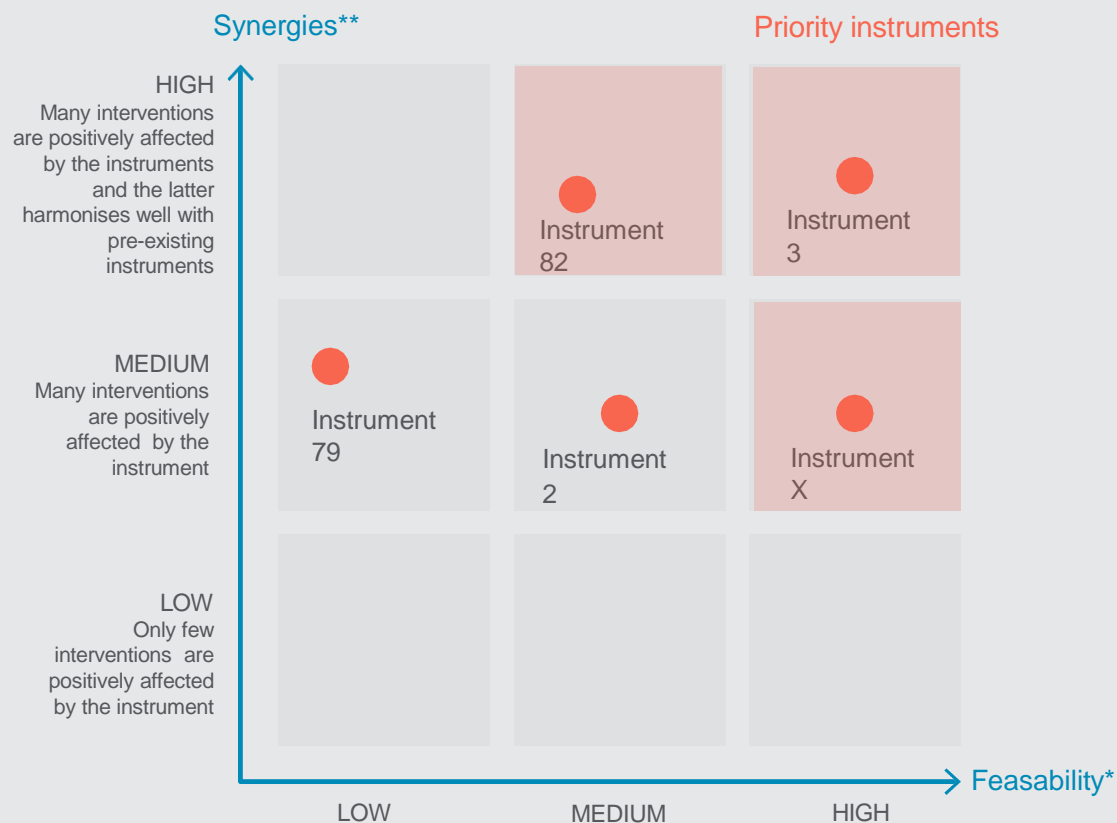 Synergies**
Priority instruments
HIGH
Many interventions
are positively affected
by the instruments
and the latter
harmonises well with
pre-existing
instruments
Instrument
82
Instrument
3
MEDIUM
Many interventions
are positively
affected by the
instrument
Instrument
79
Instrument
2
Instrument
X
LOW
Only few
interventions are
positively affected
by the instrument
Feasability*
LOW
MEDIUM
HIGH